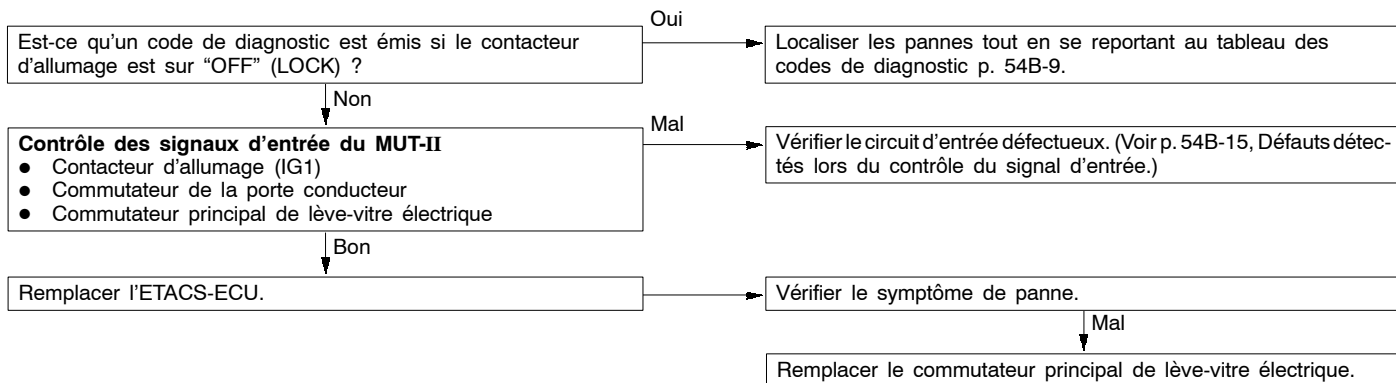 Est-ce qu'un code de diagnostic est émis si le contacteur
d'allumage est sur “OFF” (LOCK) ?
Oui
Localiser les pannes tout en se reportant au tableau des
codes de diagnostic p. 54B-9.
Non
Contrôle des signaux d'entrée du MUT-II
● Contacteur d'allumage (IG1)
● Commutateur de la porte conducteur
● Commutateur principal de lève-vitre électrique
Mal
Vérifier le circuit d'entrée défectueux. (Voir p. 54B-15, Défauts détec-
tés lors du contrôle du signal d'entrée.)
Bon
Remplacer l'ETACS-ECU.
Vérifier le symptôme de panne.
Mal
Remplacer le commutateur principal de lève-vitre électrique.